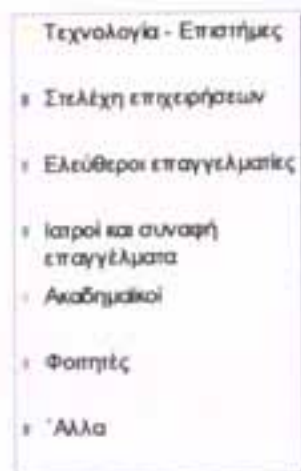 Τεχνολογία - Επιστήμες
Στελέχη επιχειρήσεων
Ελεύθεροι επαγγελματίες
Ιατροί και συναφή
επαγγέλματα
Ακαδημαϊκοί
Φοιτητές
Άλλα